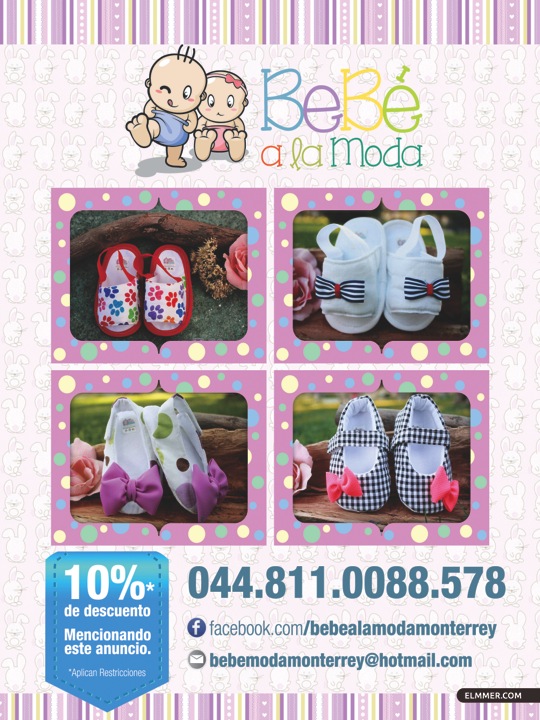 BeBé
a la Moda
10%*
de descuento
Mencionando
este anuncio.
*Aplican Restricciones
044.811.0088.578
facebook.com/bebealamodamonterrey
bebemodamonterrey@hotmail.com
ELMMER.COM